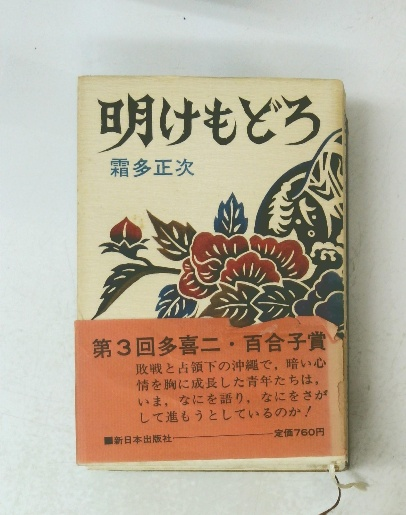 明けもどろ
霜多正次
第3回多喜二・百合子賞
敗戦と占領下の沖縄で，暗い心
情を胸に成長した青年たちは，
いま，なにを語り，なにをさが
して進もうとしているのか！
■新日本出版社――――――定価760円